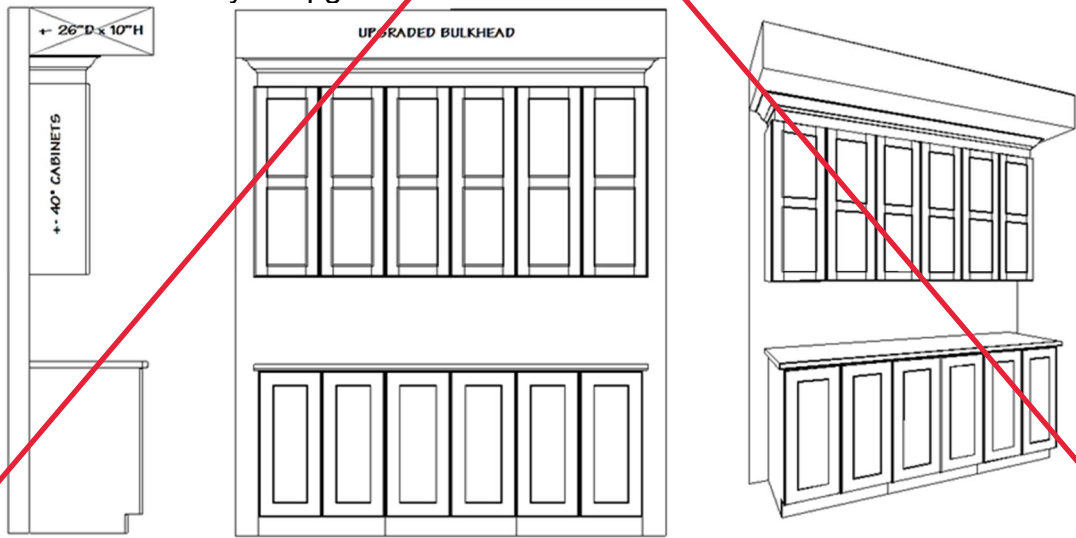 +- 26"D x 10"H
UPGRADED BULKHEAD
+- 40" CABINETS